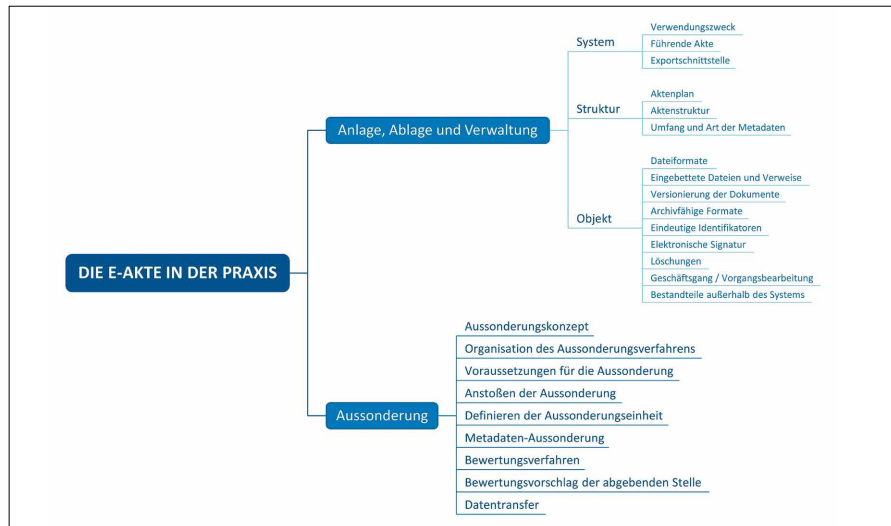 DIE E-AKTE IN DER PRAXIS
Anlage, Ablage und Verwaltung
System
Verwendungszweck
Führende Akte
Exportschnittstelle
Struktur
Aktenplan
Aktenstruktur
Umfang und Art der Metadaten
Objekt
Dateiformate
Eingebettete Dateien und Verweise
Versionierung der Dokumente
Archivfähige Formate
Eindeutige Identifikatoren
Elektronische Signatur
Löschungen
Geschäftsgang / Vorgangsbearbeitung
Bestandteile außerhalb des Systems
Aussonderung
Aussonderungskonzept
Organisation des Aussonderungsverfahrens
Voraussetzungen für die Aussonderung
Anstoßen der Aussonderung
Definieren der Aussonderungseinheit
Metadaten-Aussonderung
Bewertungsverfahren
Bewertungsvorschlag der abgebenden Stelle
Datentransfer